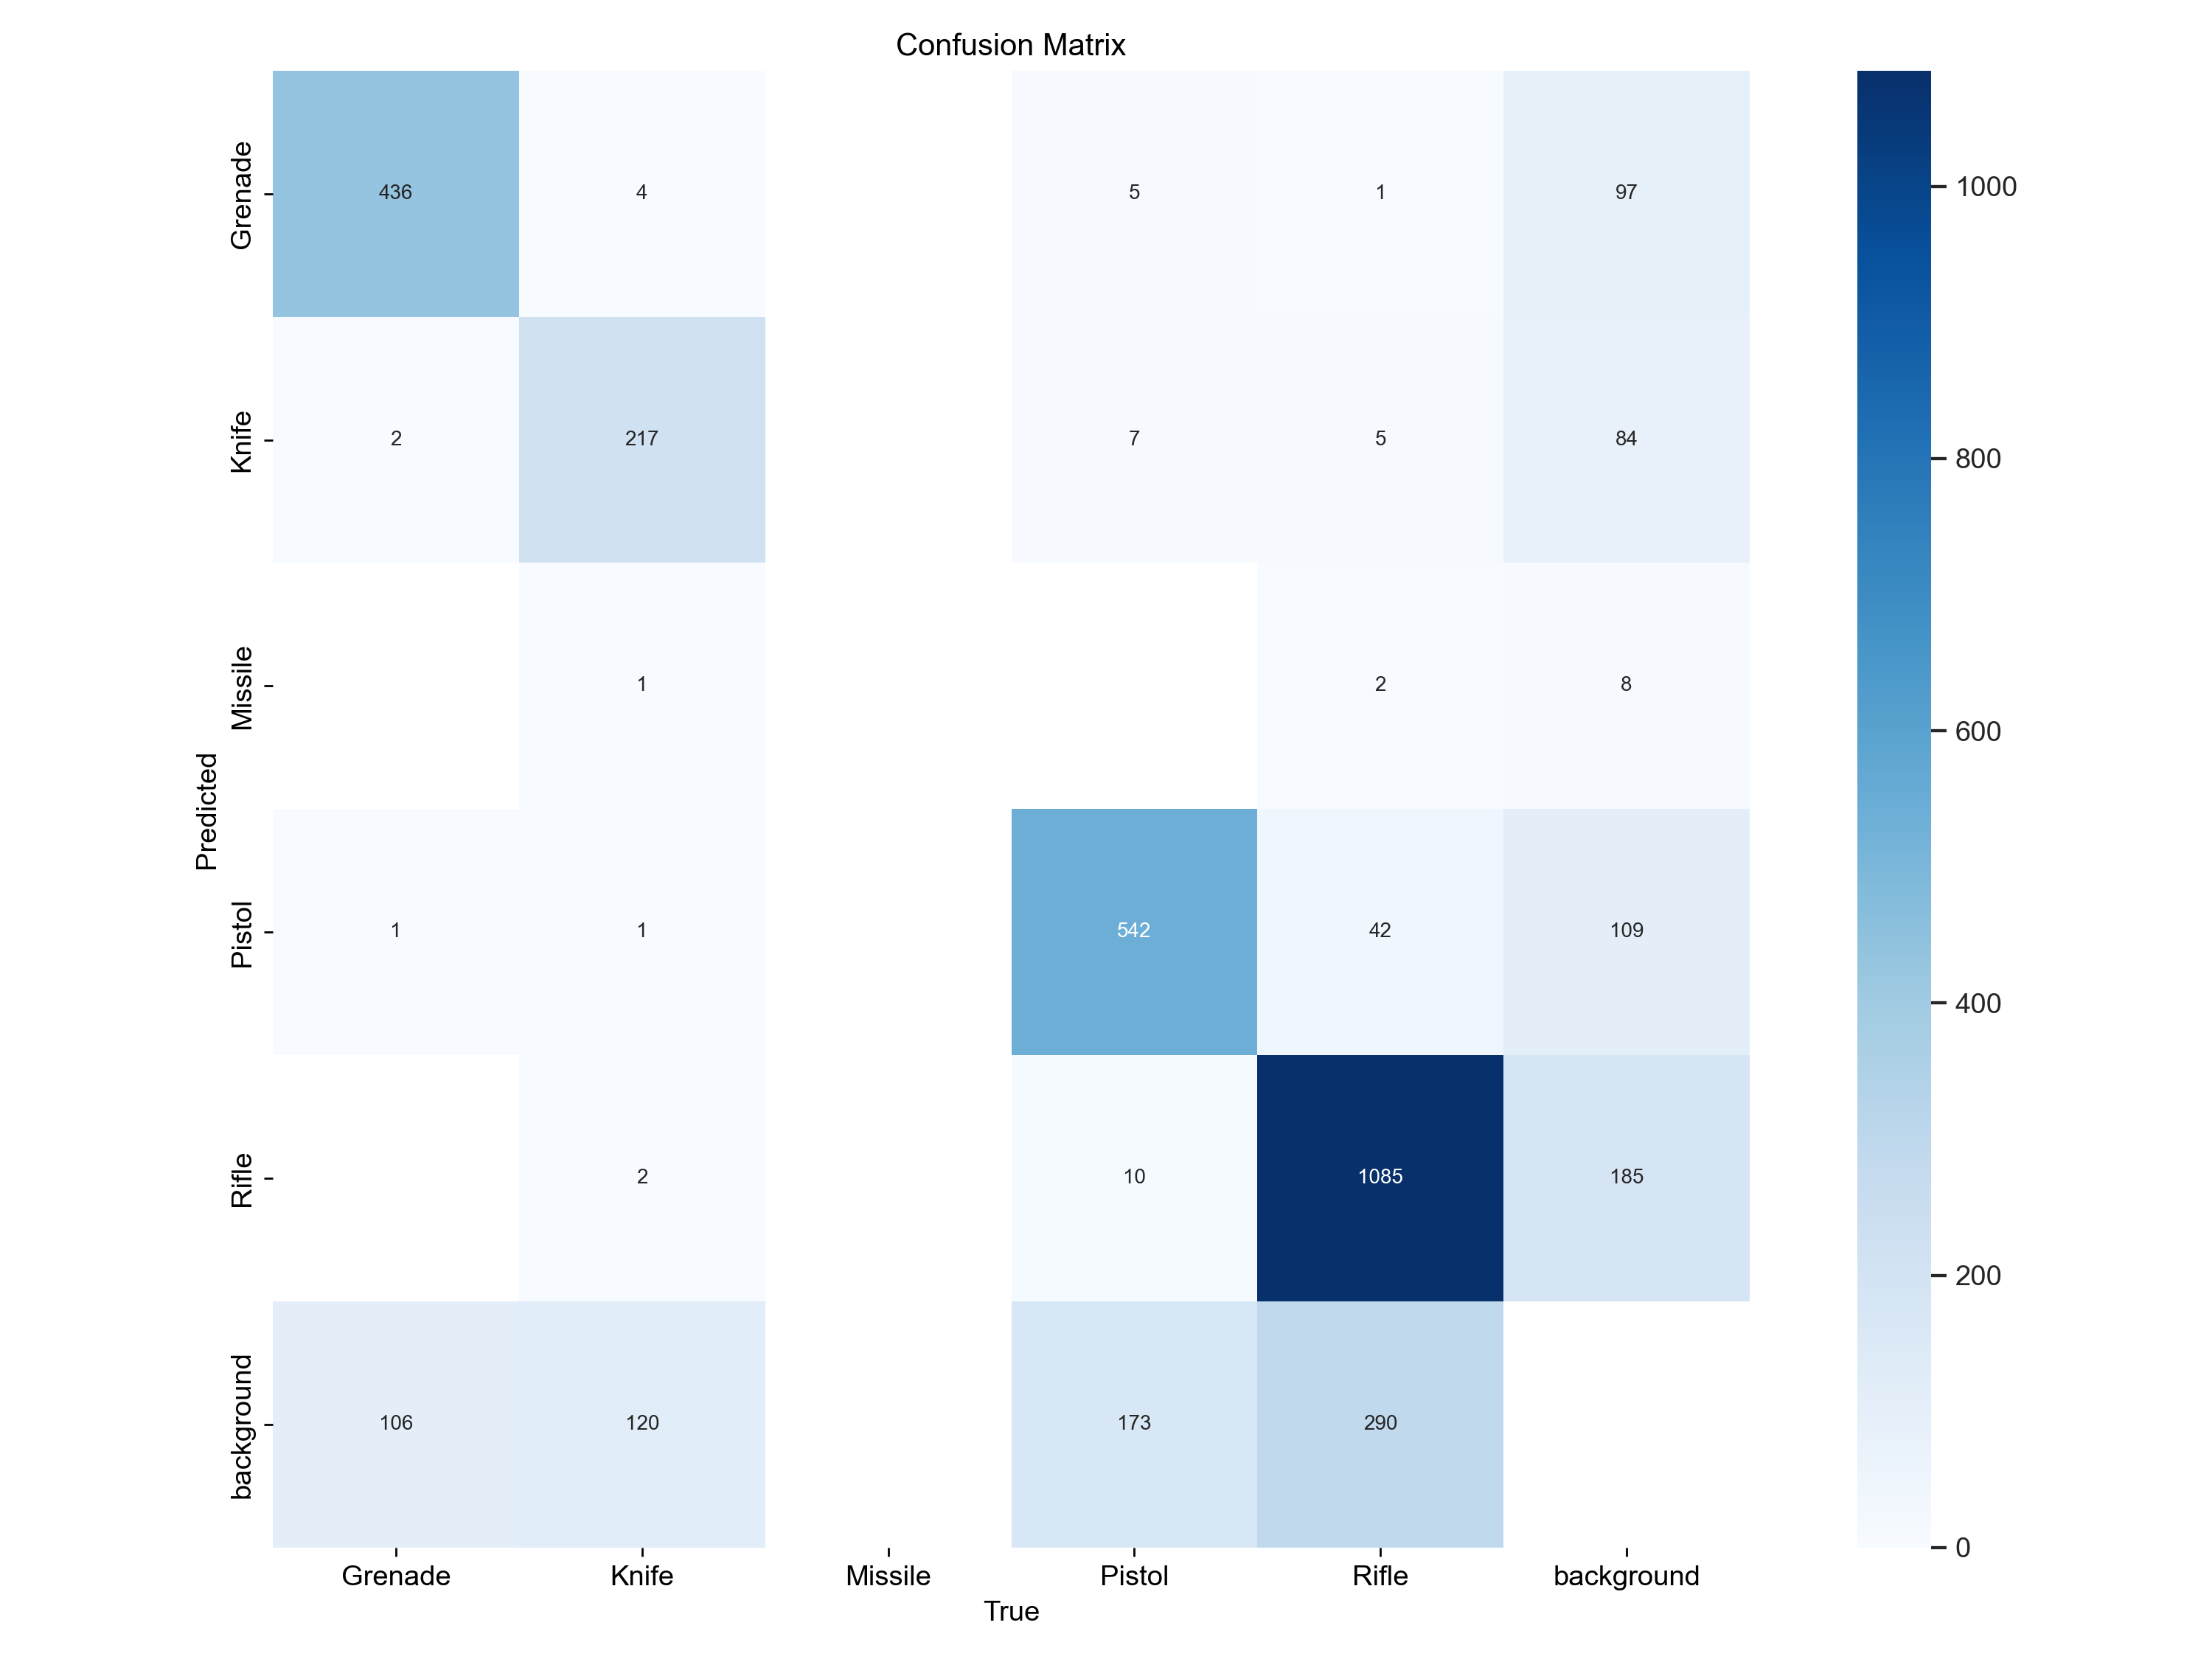 Confusion Matrix
Grenade 436 4 5 1 97
Knife 2 217 7 5 84
Missile 1 2 8
Pistol 1 1 542 42 109
Rifle 2 10 1085 185
background 106 120 173 290
Predicted
Grenade Knife Missile Pistol Rifle background
True
1000
800
600
400
200
0